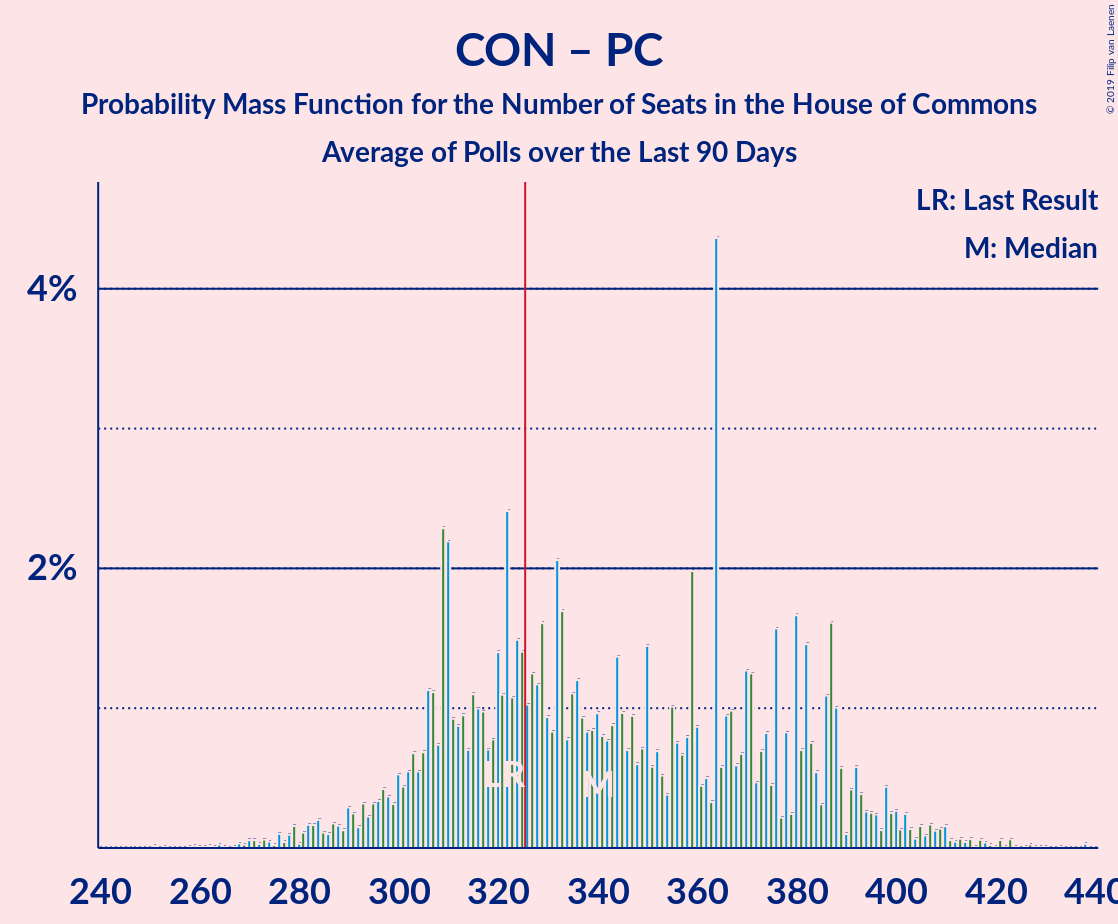 CON – PC
Probability Mass Function for the Number of Seats in the House of Commons
Average of Polls over the Last 90 Days
© 2019 Filip van Laenen
LR: Last Result
M: Median
4%
2%
LR
M
240 260 280 300 320 340 360 380 400 420 440